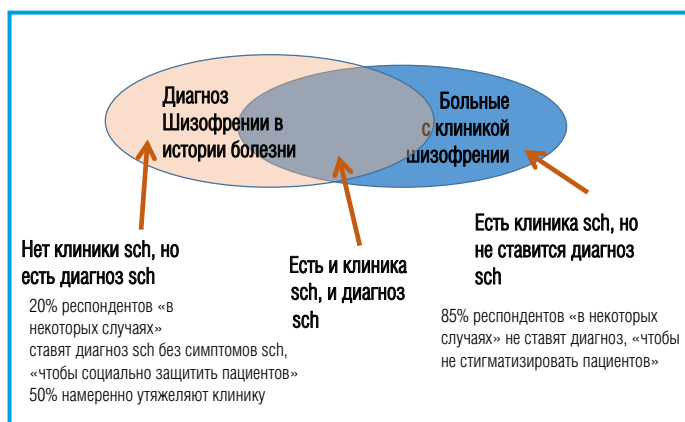 Диагноз
Шизофрении в
истории болезни
Больные
с клиникой
шизофрении
Нет клиники sch, но
есть диагноз sch
20% респондентов «в
некоторых случаях»
ставят диагноз sch без симптомов sch,
«чтобы социально защитить пациентов»
50% намеренно утяжеляют клинику
Есть и клиника
sch, и диагноз
sch
Есть клиника sch, но
не ставится диагноз
sch
85% респондентов «в некоторых
случаях» не ставят диагноз, «чтобы
не стигматизировать пациентов»